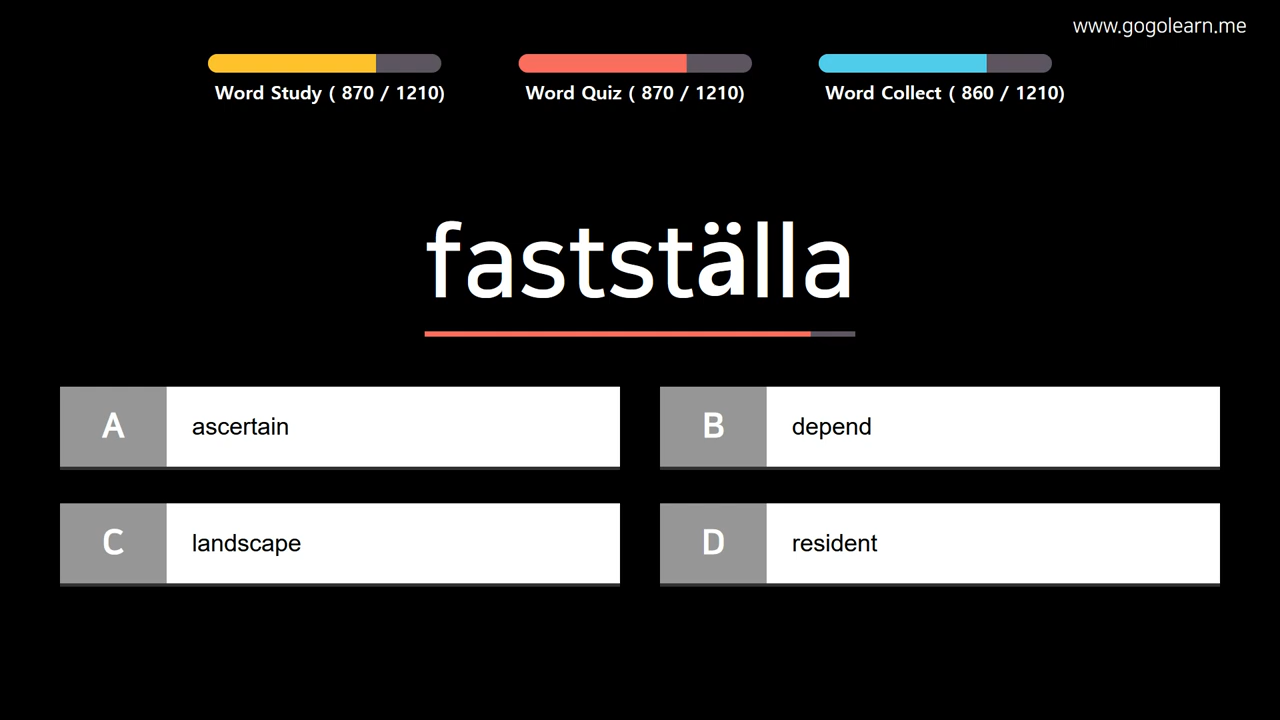 www.gogolearn.me
Word Study ( 870 / 1210)
Word Quiz ( 870 / 1210)
Word Collect ( 860 / 1210)
fastställa
A ascertain
B depend
C landscape
D resident